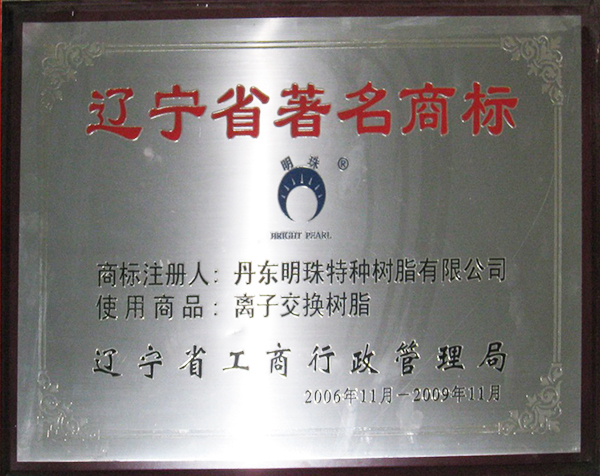 辽宁省著名商标
明珠®
BRIGHT PEARL
商标注册人：丹东明珠特种树脂有限公司
使用商品：离子交换树脂
辽宁省工商行政管理局
2006年11月－2009年11月